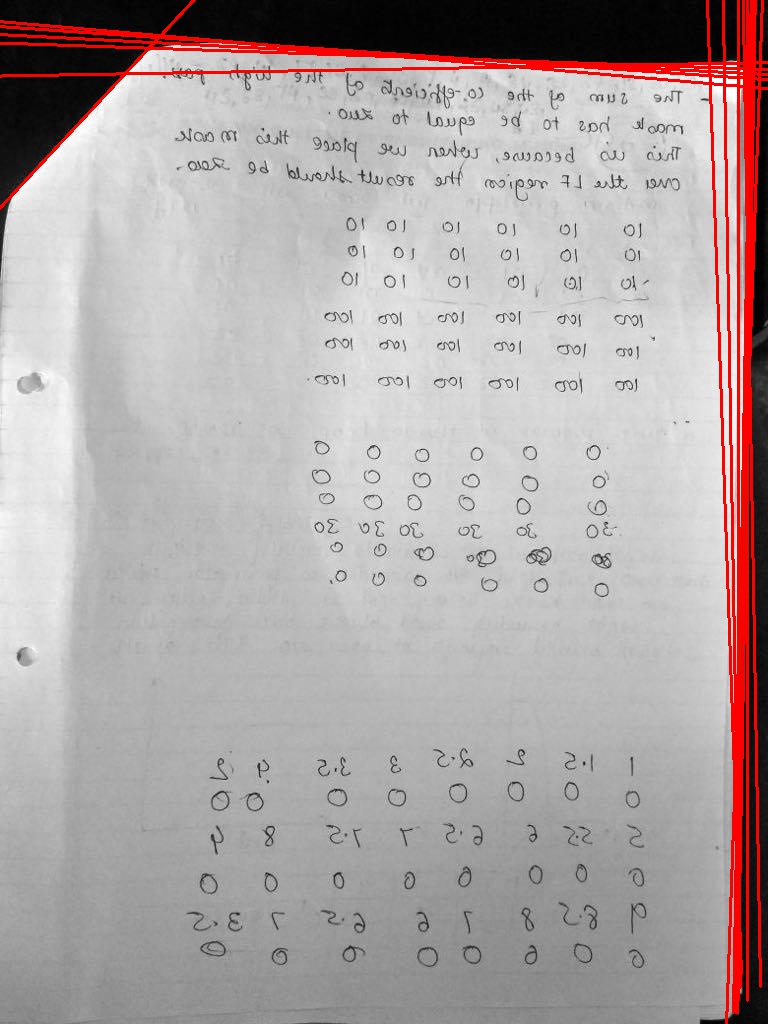 - The sum of the co-efficients of the high pass.
mask has to be equal to zero.
This is because, when we place this mask
over the LF region the result should be zero.
10 10 10 10 10 10
10 10 10 10 10 10
10 10 10 10 10 10
100 100 100 100 100 100
100 100 100 100 100 100
100 100 100 100 100 100.
0 0 0 0 0 0
0 0 0 0 0 0
0 0 0 0 0 0
30 30 30 30 30 30
0 0 0
0 0 0 0 0 0
1 1.5 2 2.5 3 3.5 4 2
0 0 0 0 0 0 0 0
5 5.5 6 6.5 7 7.5 8 4
0 0 0 0 0 0 0 0
9 8.5 8 7 6 6.5 7 3.5
0 0 0 0 0 0 0 0